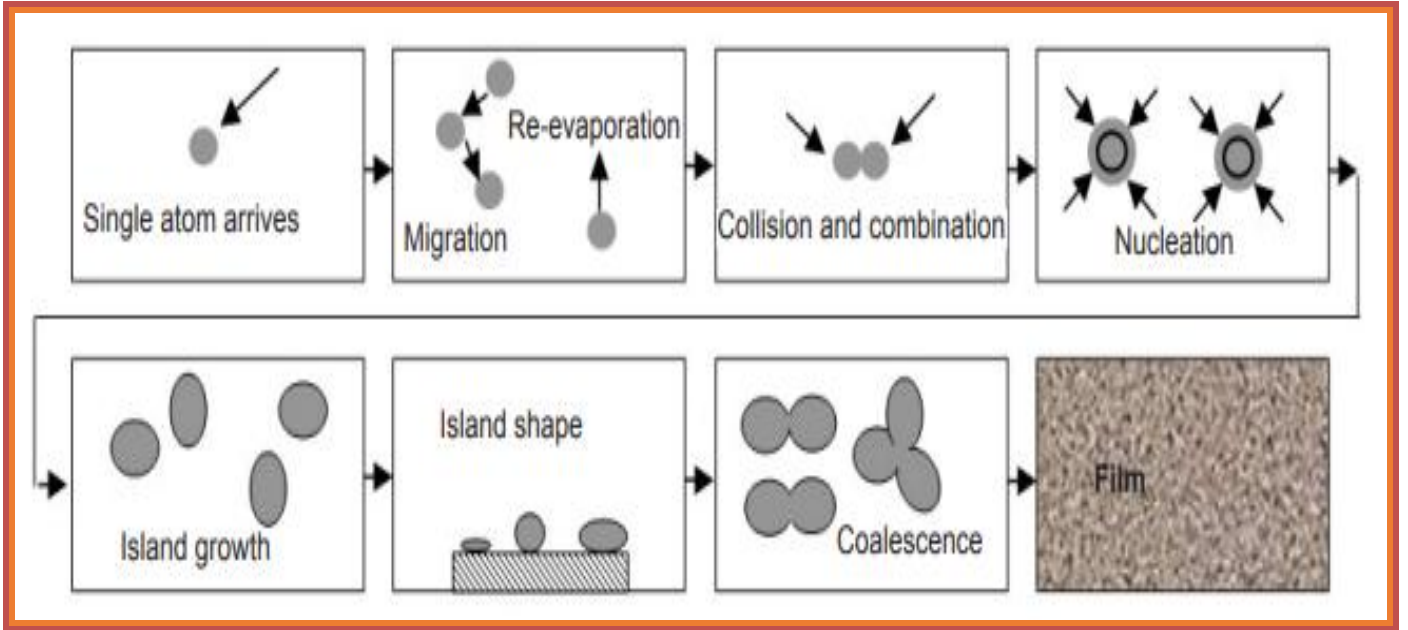 Single atom arrives
Re-evaporation
Migration
Collision and combination
Nucleation
Island growth
Island shape
Coalescence
Film